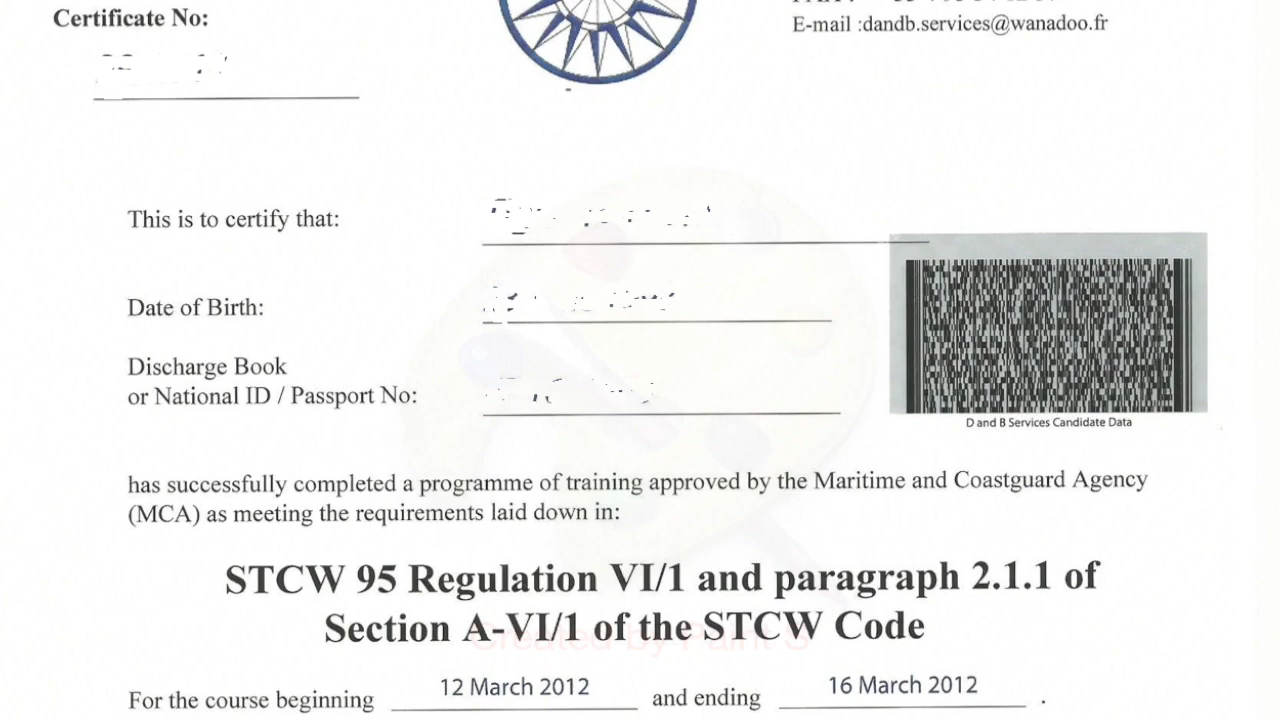 Certificate No:
E-mail :dandb.services@wanadoo.fr
This is to certify that:
Date of Birth:
Discharge Book
or National ID / Passport No:
D and B Services Candidate Data
has successfully completed a programme of training approved by the Maritime and Coastguard Agency
(MCA) as meeting the requirements laid down in:
STCW 95 Regulation VI/1 and paragraph 2.1.1 of
Section A-VI/1 of the STCW Code
Created by Paint S
For the course beginning 12 March 2012 and ending 16 March 2012 .